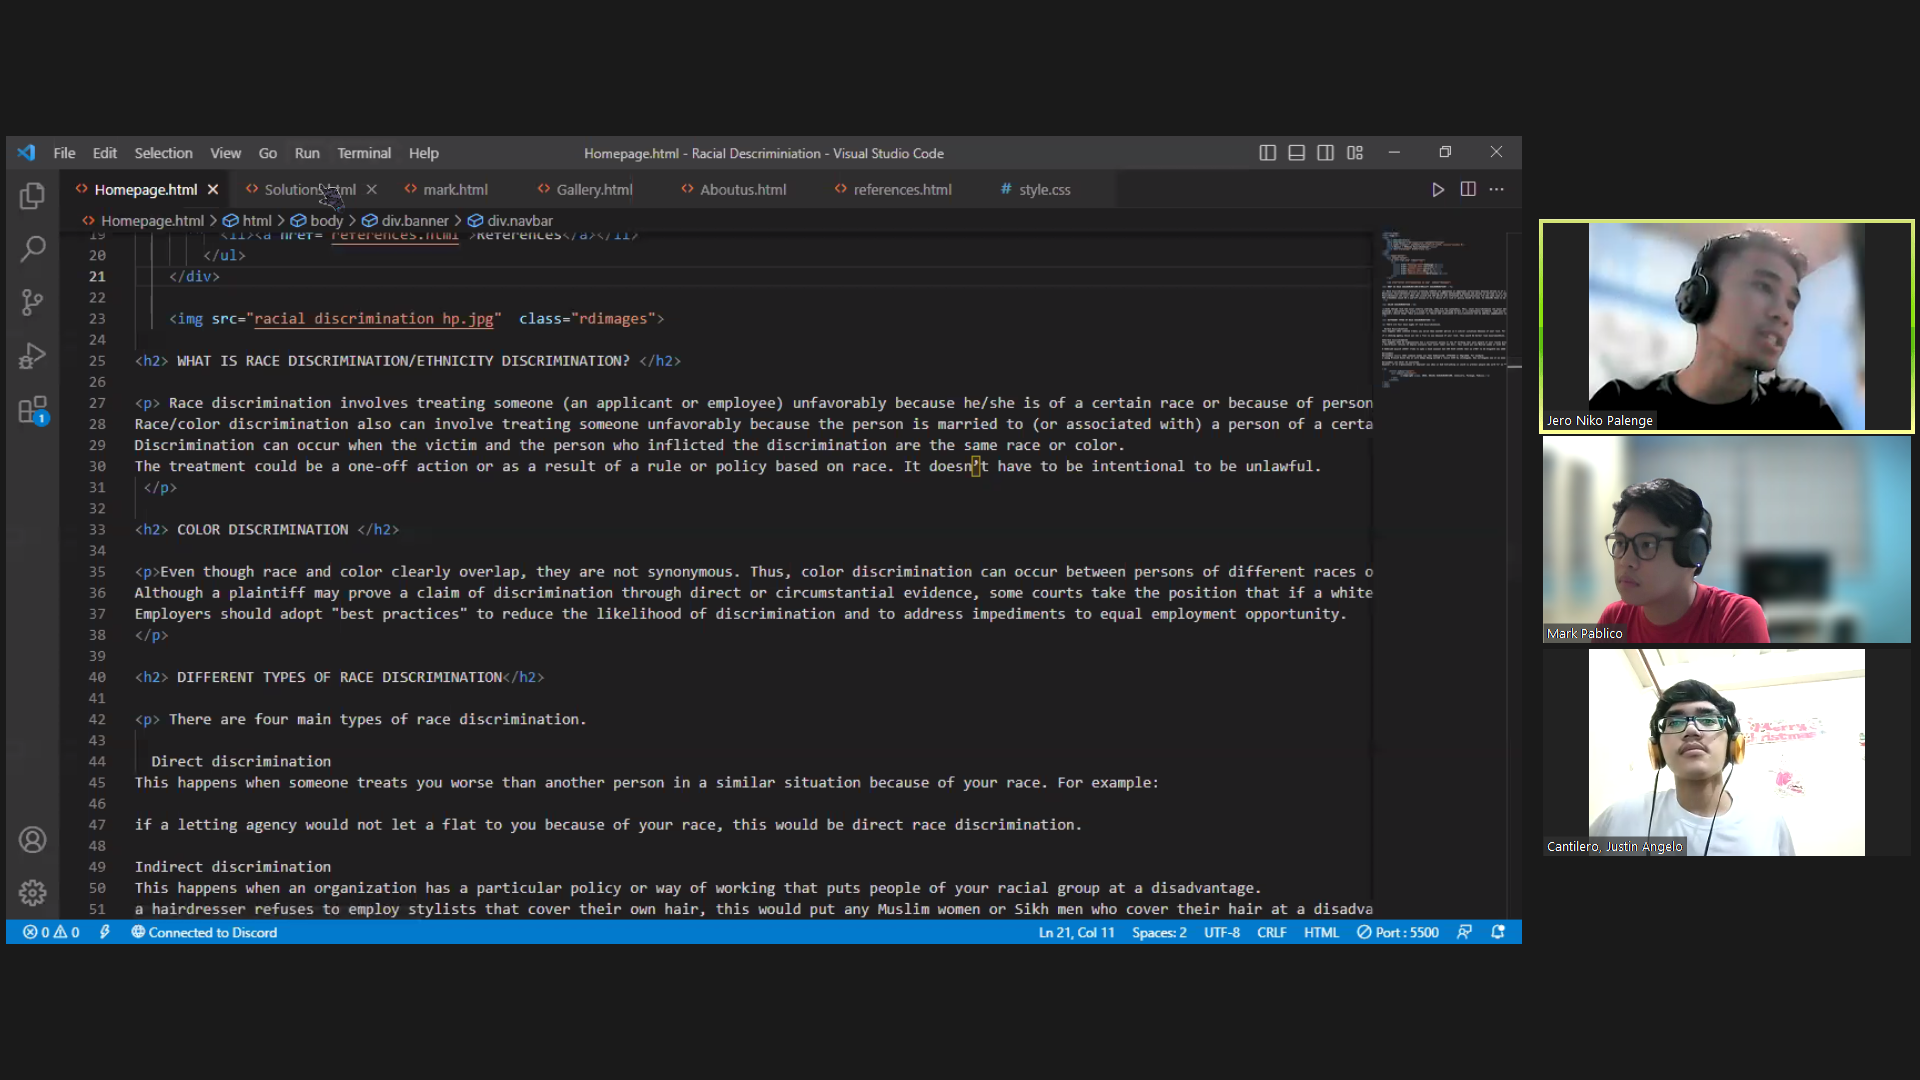 File Edit Selection View Go Run Terminal Help Homepage.html - Racial Descriminiation - Visual Studio Code
Homepage.html Solutions.html mark.html Gallery.html Aboutus.html references.html # style.css
Homepage.html > html > body > div.banner > div.navbar
19 <li><a href="references.html">References</a></li>
20 </ul>
21 </div>
22
23 <img src="racial discrimination hp.jpg" class="rdimages">
24
25 <h2> WHAT IS RACE DISCRIMINATION/ETHNICITY DISCRIMINATION? </h2>
26
27 <p> Race discrimination involves treating someone (an applicant or employee) unfavorably because he/she is of a certain race or because of person
28 Race/color discrimination also can involve treating someone unfavorably because the person is married to (or associated with) a person of a certa
29 Discrimination can occur when the victim and the person who inflicted the discrimination are the same race or color.
30 The treatment could be a one-off action or as a result of a rule or policy based on race. It doesn’t have to be intentional to be unlawful.
31 </p>
32
33 <h2> COLOR DISCRIMINATION </h2>
34
35 <p>Even though race and color clearly overlap, they are not synonymous. Thus, color discrimination can occur between persons of different races o
36 Although a plaintiff may prove a claim of discrimination through direct or circumstantial evidence, some courts take the position that if a white
37 Employers should adopt "best practices" to reduce the likelihood of discrimination and to address impediments to equal employment opportunity.
38 </p>
39
40 <h2> DIFFERENT TYPES OF RACE DISCRIMINATION</h2>
41
42 <p> There are four main types of race discrimination.
43
44 Direct discrimination
45 This happens when someone treats you worse than another person in a similar situation because of your race. For example:
46
47 if a letting agency would not let a flat to you because of your race, this would be direct race discrimination.
48
49 Indirect discrimination
50 This happens when an organization has a particular policy or way of working that puts people of your racial group at a disadvantage.
51 a hairdresser refuses to employ stylists that cover their own hair, this would put any Muslim women or Sikh men who cover their hair at a disadva
1
0 0 Connected to Discord Ln 21, Col 11 Spaces: 2 UTF-8 CRLF HTML Port : 5500
Jero Niko Palenge
Mark Pablico
Merry
Christmas
Cantilero, Justin Angelo